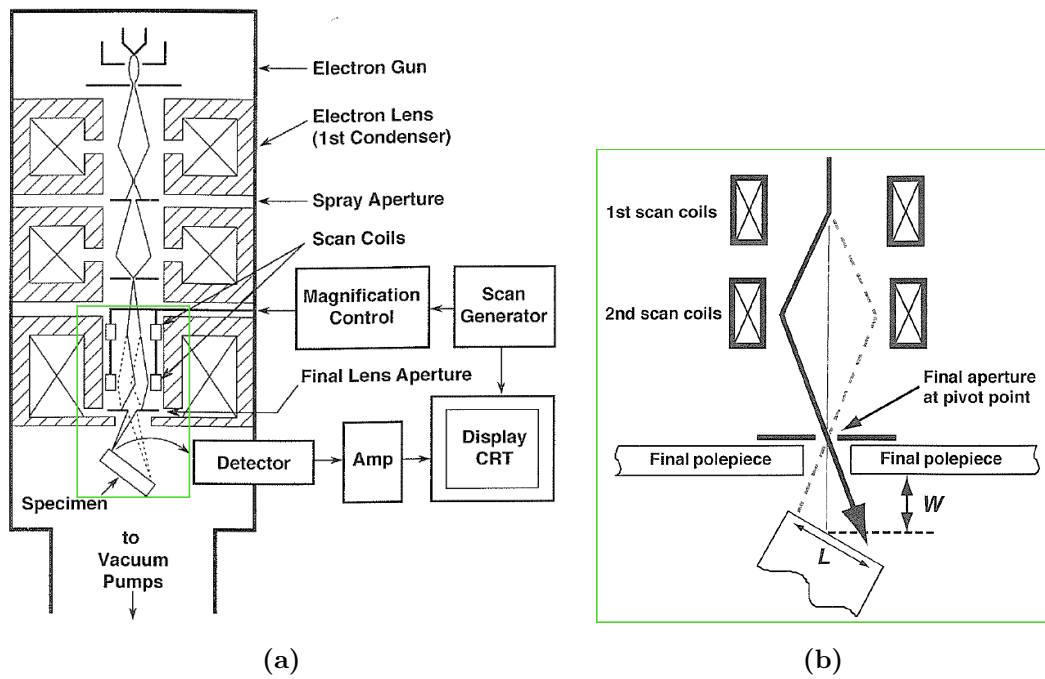 Electron Gun
Electron Lens
(1st Condenser)
Spray Aperture
Scan Coils
Magnification
Control
Scan
Generator
Final Lens Aperture
Detector
Amp
Display
CRT
Specimen
to
Vacuum
Pumps
(a)
1st scan coils
2nd scan coils
Final aperture
at pivot point
Final polepiece
Final polepiece
W
L
(b)